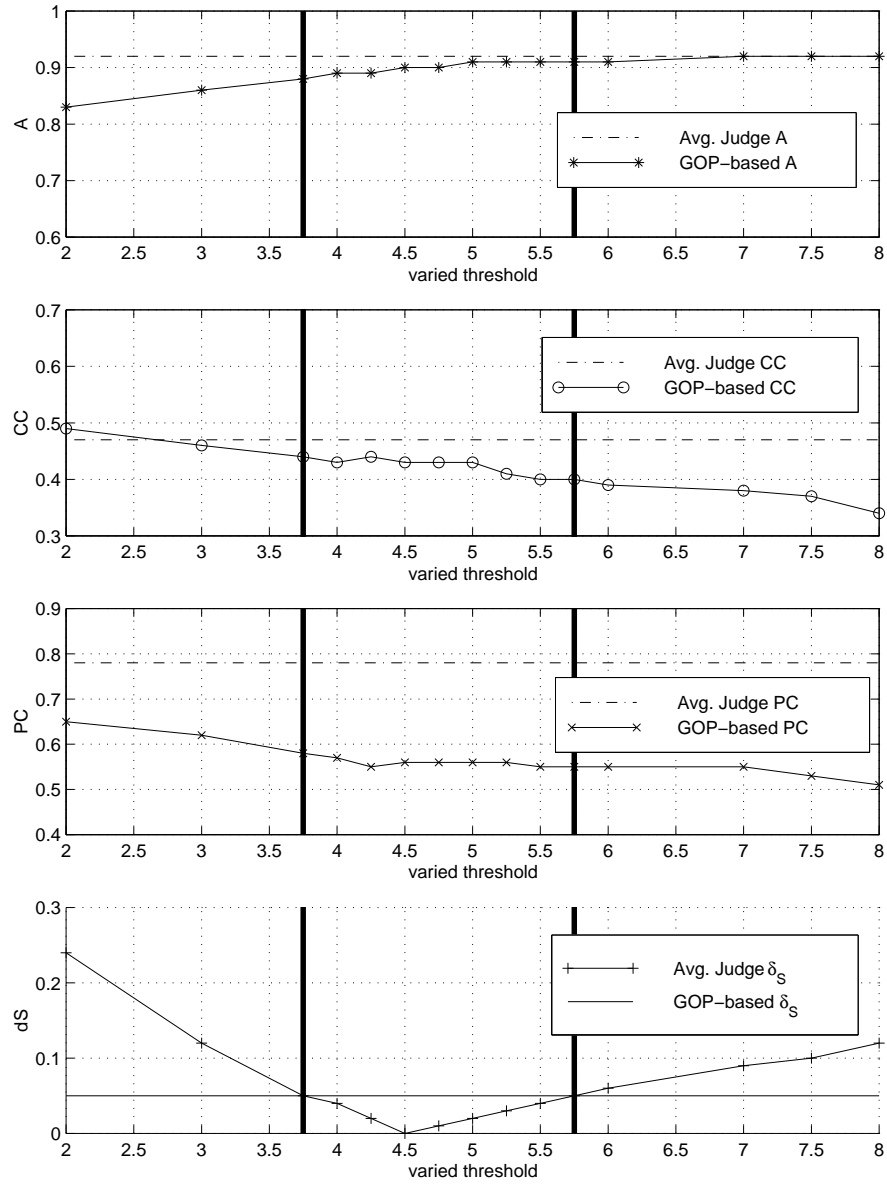 1
0.9
0.8
0.7
0.6
A
2 2.5 3 3.5 4 4.5 5 5.5 6 6.5 7 7.5 8
varied threshold
Avg. Judge A
GOP−based A
0.7
0.6
0.5
0.4
0.3
CC
2 2.5 3 3.5 4 4.5 5 5.5 6 6.5 7 7.5 8
varied threshold
Avg. Judge CC
GOP−based CC
0.9
0.8
0.7
0.6
0.5
0.4
PC
2 2.5 3 3.5 4 4.5 5 5.5 6 6.5 7 7.5 8
varied threshold
Avg. Judge PC
GOP−based PC
0.3
0.2
0.1
0
dS
2 2.5 3 3.5 4 4.5 5 5.5 6 6.5 7 7.5 8
varied threshold
Avg. Judge δS
GOP−based δS